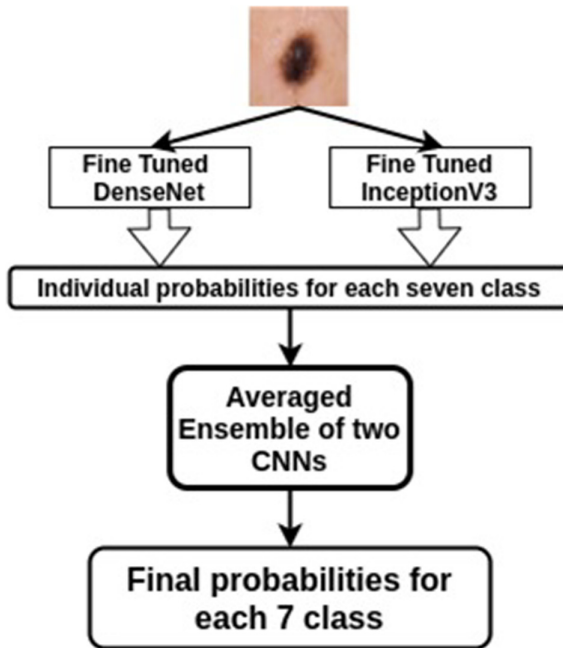 Fine Tuned
DenseNet
Fine Tuned
InceptionV3
Individual probabilities for each seven class
Averaged
Ensemble of two
CNNs
Final probabilities for
each 7 class